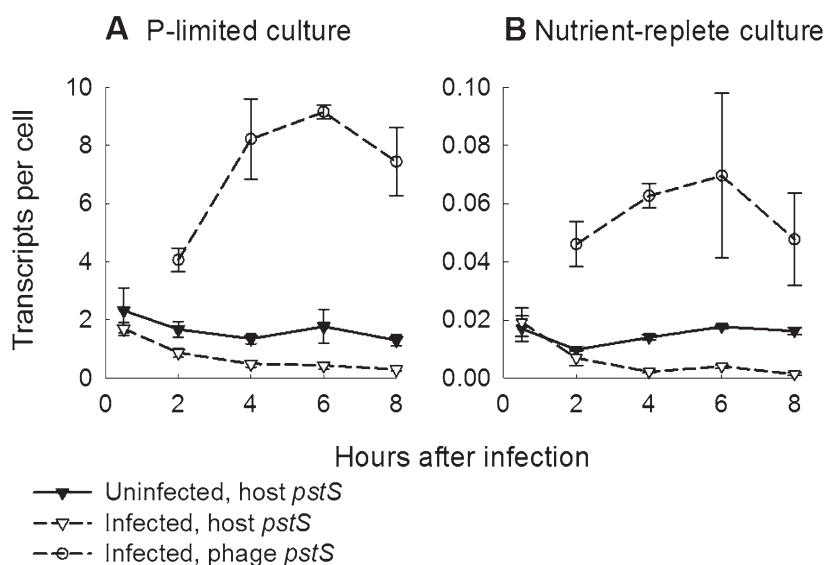 A P-limited culture
B Nutrient-replete culture
Transcripts per cell
10
8
6
4
2
0
0 2 4 6 8
0.10
0.08
0.06
0.04
0.02
0.00
0 2 4 6 8
Hours after infection
Uninfected, host pstS
Infected, host pstS
Infected, phage pstS